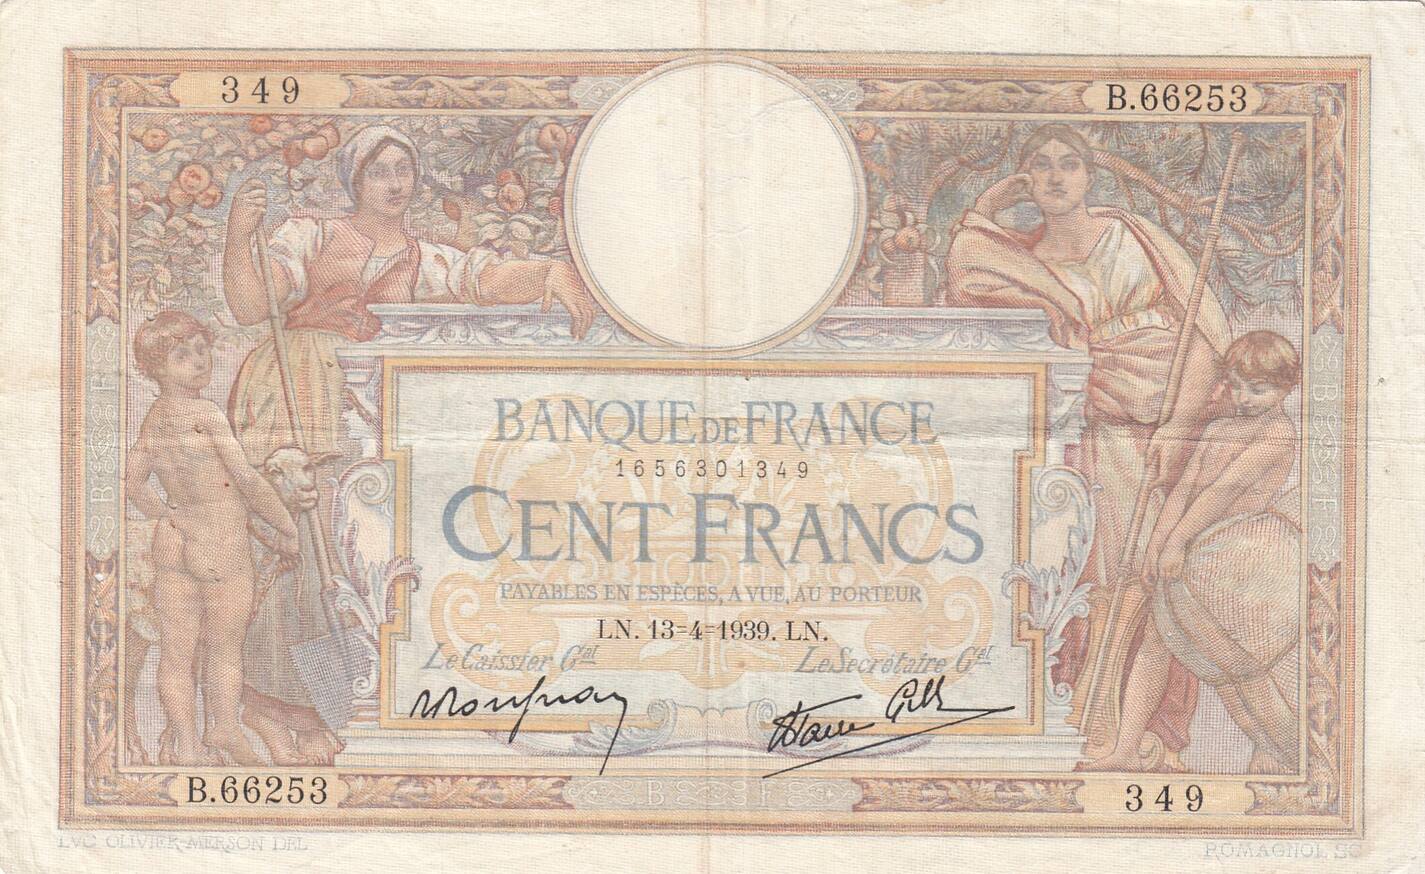 349
B.66253
BANQUE DE FRANCE
1656301349
CENT FRANCS
PAYABLES EN ESPÈCES, A VUE, AU PORTEUR
LN. 13=4=1939. LN.
Le Caissier Gal
Le Secrétaire Gal
B.66253
349
LVC OLIVIER-MERSON DEL
ROMAGNOL SC